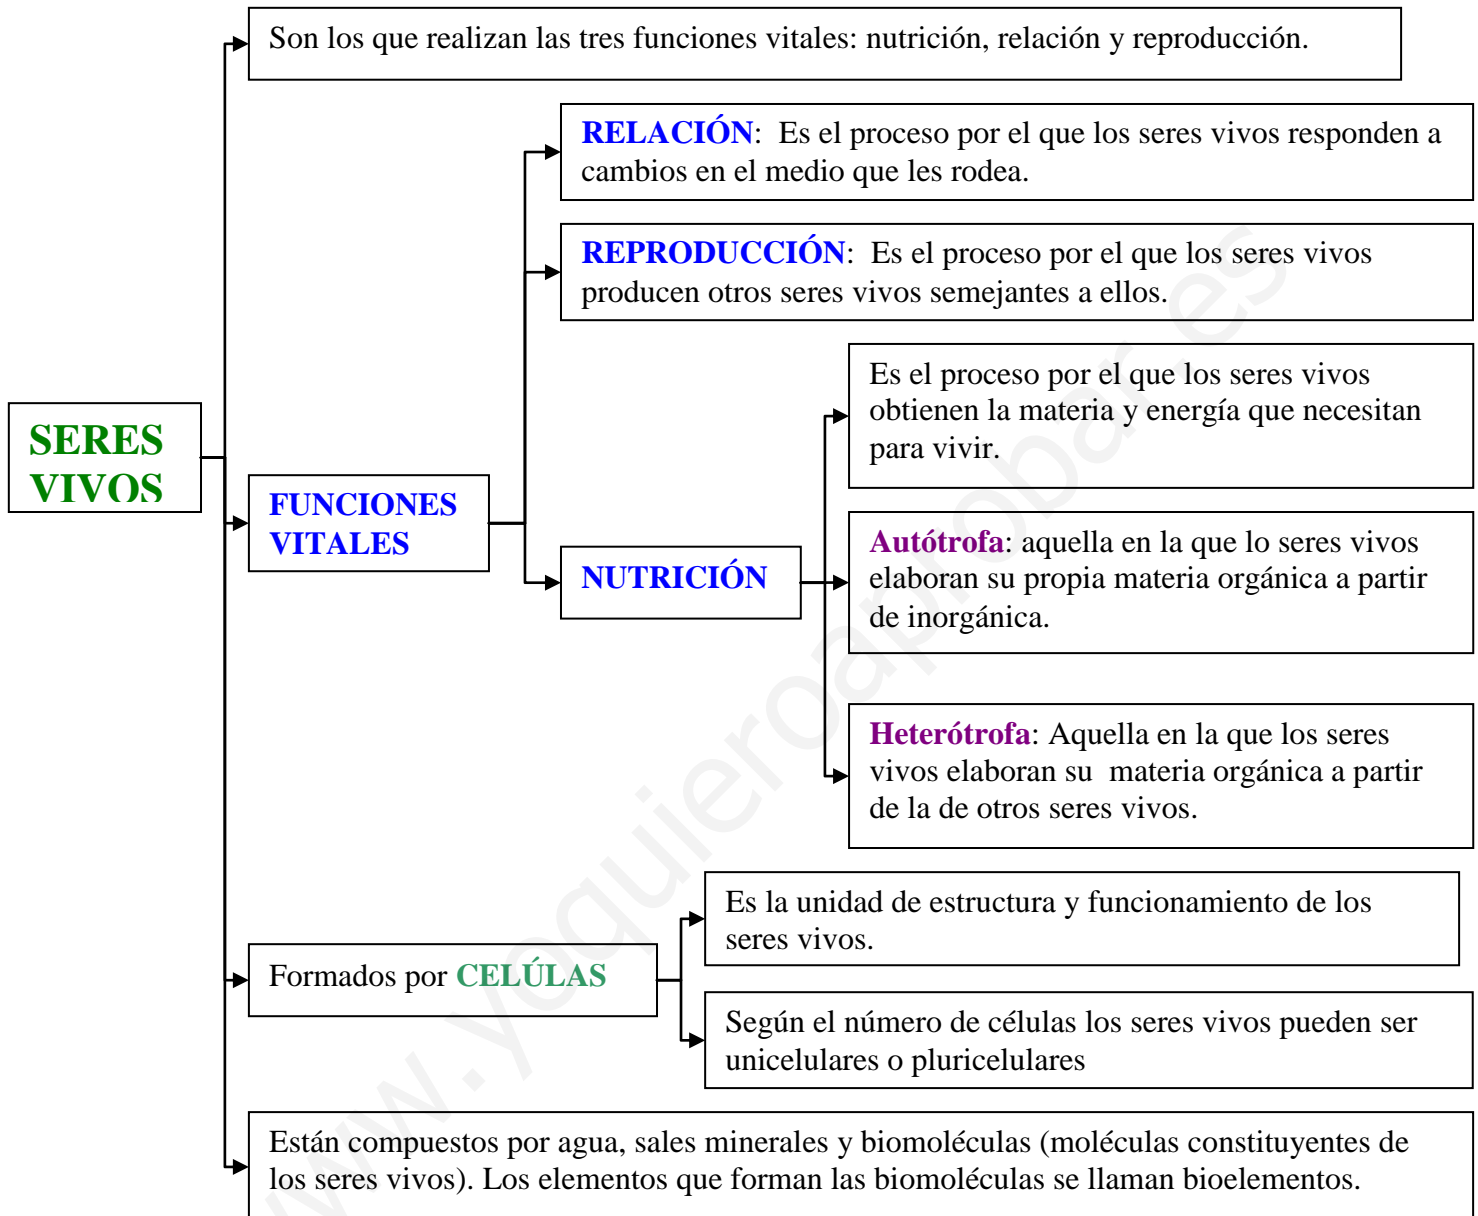 Son los que realizan las tres funciones vitales: nutrición, relación y reproducción.
RELACIÓN: Es el proceso por el que los seres vivos responden a
cambios en el medio que les rodea.
REPRODUCCIÓN: Es el proceso por el que los seres vivos
producen otros seres vivos semejantes a ellos.
Es el proceso por el que los seres vivos
obtienen la materia y energía que necesitan
para vivir.
SERES
VIVOS
FUNCIONES
VITALES
NUTRICIÓN
Autótrofa: aquella en la que lo seres vivos
elaboran su propia materia orgánica a partir
de inorgánica.
Heterótrofa: Aquella en la que los seres
vivos elaboran su materia orgánica a partir
de la de otros seres vivos.
Es la unidad de estructura y funcionamiento de los
seres vivos.
Formados por CELÚLAS
Según el número de células los seres vivos pueden ser
unicelulares o pluricelulares
Están compuestos por agua, sales minerales y biomoléculas (moléculas constituyentes de
los seres vivos). Los elementos que forman las biomoléculas se llaman bioelementos.
www.yoquieroaprobar.es